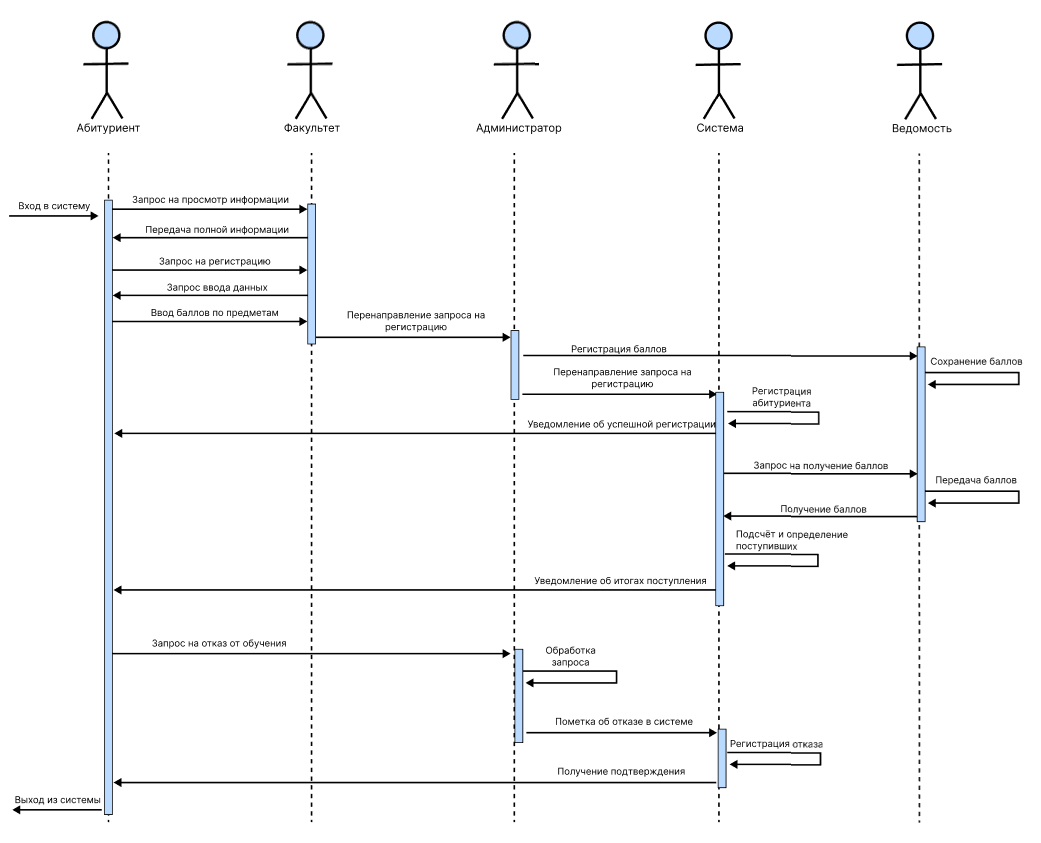 Абитуриент
Факультет
Администратор
Система
Ведомость
Вход в систему
Запрос на просмотр информации
Передача полной информации
Запрос на регистрацию
Запрос ввода данных
Ввод баллов по предметам
Перенаправление запроса на
регистрацию
Регистрация баллов
Сохранение баллов
Перенаправление запроса на
регистрацию
Регистрация
абитуриента
Уведомление об успешной регистрации
Запрос на получение баллов
Передача баллов
Получение баллов
Подсчёт и определение
поступивших
Уведомление об итогах поступления
Запрос на отказ от обучения
Обработка
запроса
Пометка об отказе в системе
Регистрация отказа
Получение подтверждения
Выход из системы